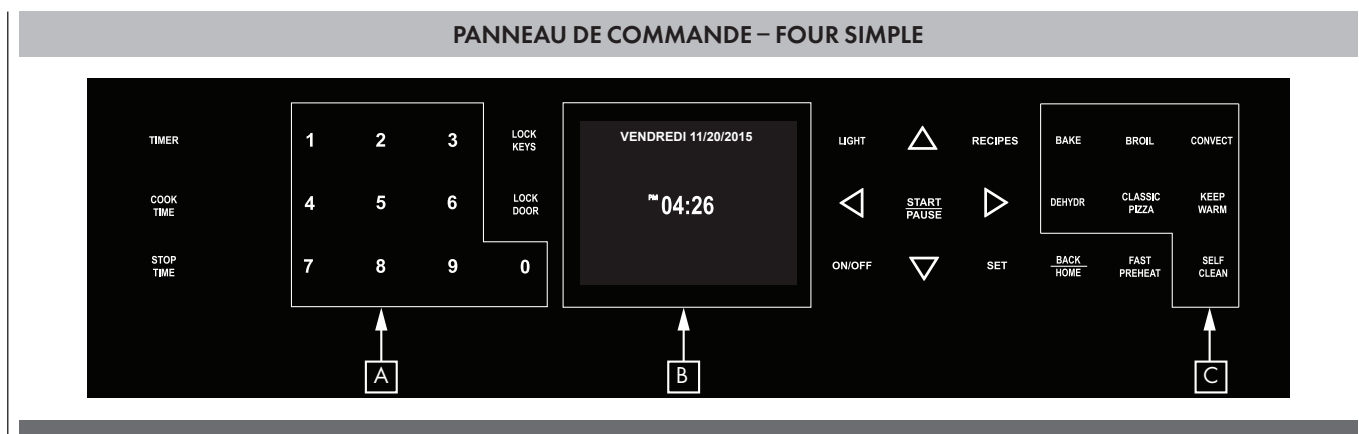 PANNEAU DE COMMANDE – FOUR SIMPLE
TIMER
COOK
TIME
STOP
TIME
1 2 3
4 5 6
7 8 9 0
LOCK
KEYS
LOCK
DOOR
VENDREDI 11/20/2015
PM 04:26
LIGHT
ON/OFF
START
PAUSE
RECIPES
SET
BAKE
BROIL
CONVECT
DEHYDR
CLASSIC
PIZZA
KEEP
WARM
BACK
HOME
FAST
PREHEAT
SELF
CLEAN
A
B
C